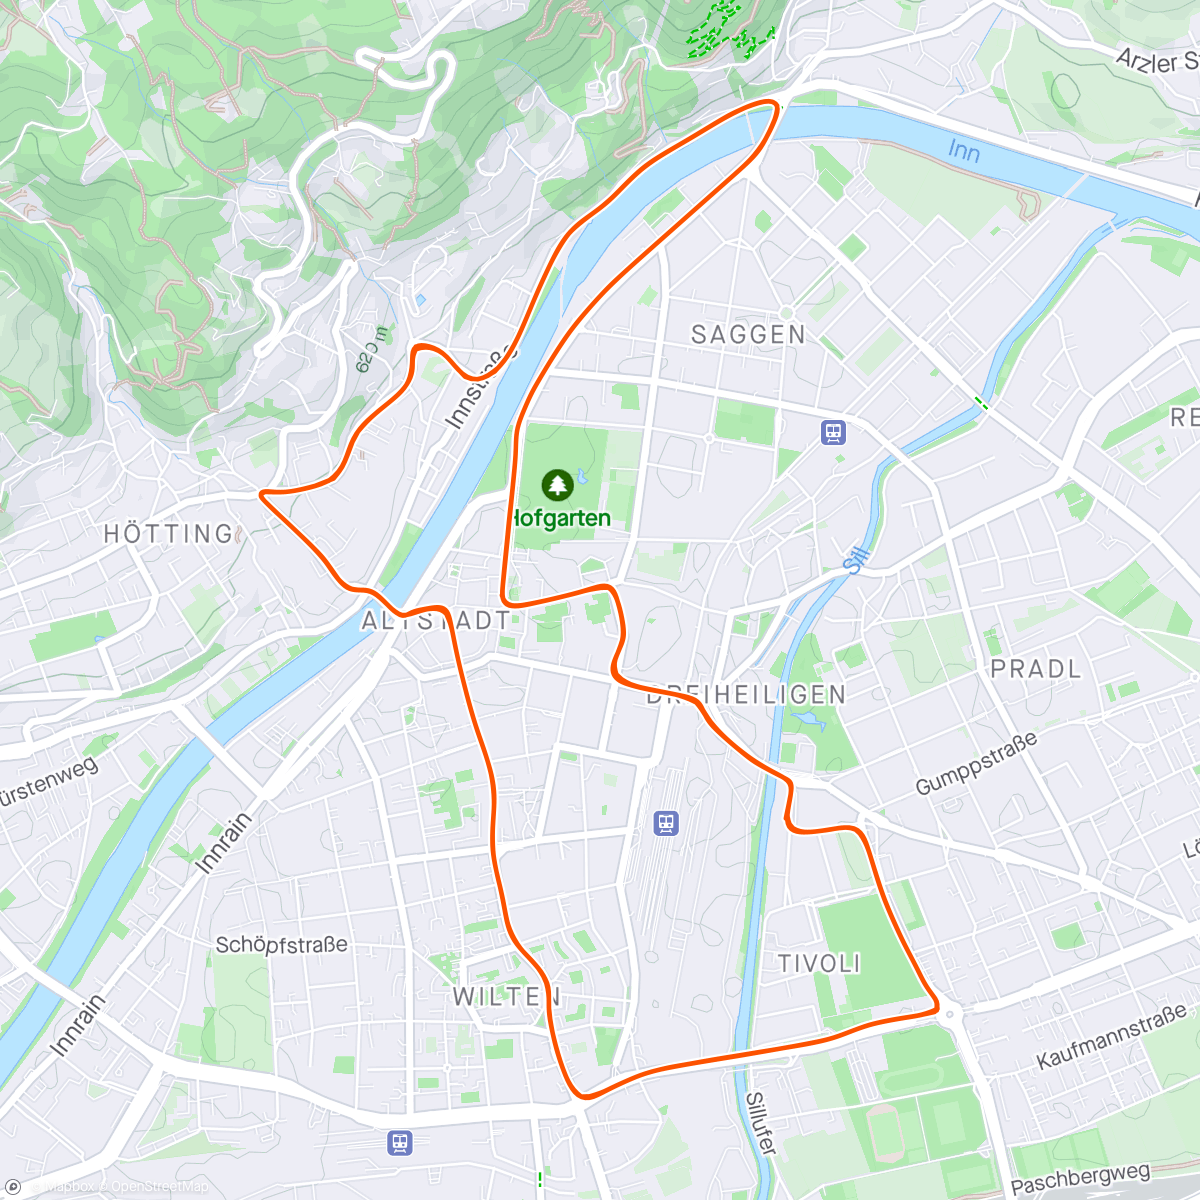 Arzler S
Inn
SAGGEN
620 m
Innstraße
RE
Hofgarten
HÖTTING
Sill
ALTSTADT
PRADL
DREIHEILIGEN
Gumppstraße
ürstenweg
Innrain
Lö
Schöpfstraße
TIVOLI
WILTEN
Innrain
Kaufmannstraße
Sillufer
Paschbergweg
© Mapbox © OpenStreetMap